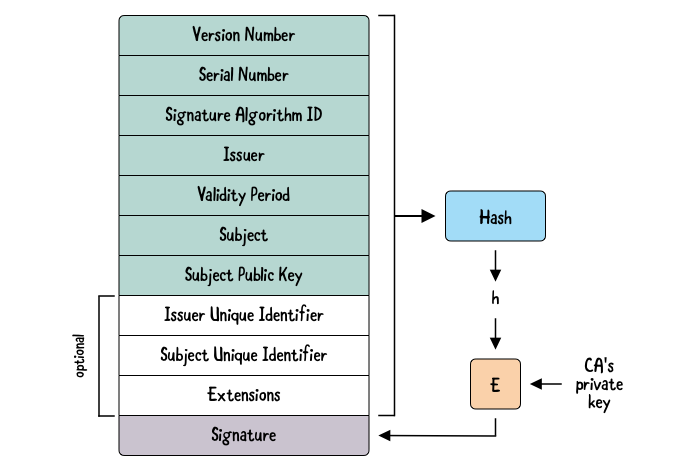 Version Number
Serial Number
Signature Algorithm ID
Issuer
Validity Period
Subject
Subject Public Key
Issuer Unique Identifier
Subject Unique Identifier
Extensions
Signature
optional
Hash
h
E
CA's
private
key